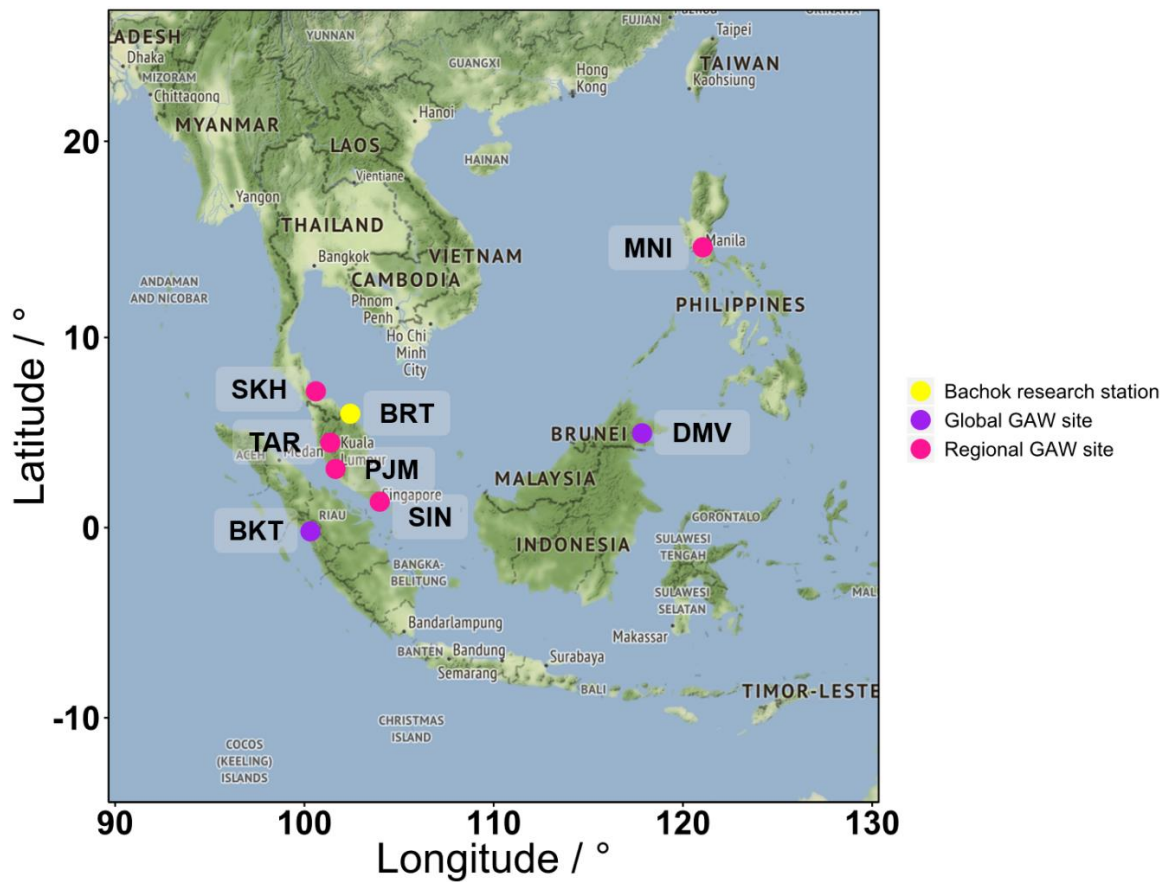 FUJIAN
Taipei
YUNNAN
ADESH
Dhaka
MIZORAM
Chittagong
GUANGXI
Hong
Kong
TAIWAN
Kaohsiung
MYANMAR
Hanoi
LAOS
HAINAN
Vientiane
Yangon
THAILAND
Bangkok
VIETNAM
CAMBODIA
Phnom
Penh
Ho Chi
Minh
City
ANDAMAN
AND NICOBAR
MNI
Manila
PHILIPPINES
SKH
BRT
TAR
Kuala
Lumpur
ACEH
Medan
PJM
Singapore
SIN
BKT
RIAU
BRUNEI
DMV
MALAYSIA
INDONESIA
GORONTALO
SULAWESI
TENGAH
BANGKA-
BELITUNG
SULAWESI
SELATAN
MAL
Makassar
Bandarlampung
BANTEN
Bandung
Surabaya
Semarang
BALI
TIMOR-LESTE
CHRISTMAS
ISLAND
COCOS
(KEELING)
ISLANDS
20
10
0
-10
Latitude / °
90
100
110
120
130
Longitude / °
Bachok research station
Global GAW site
Regional GAW site